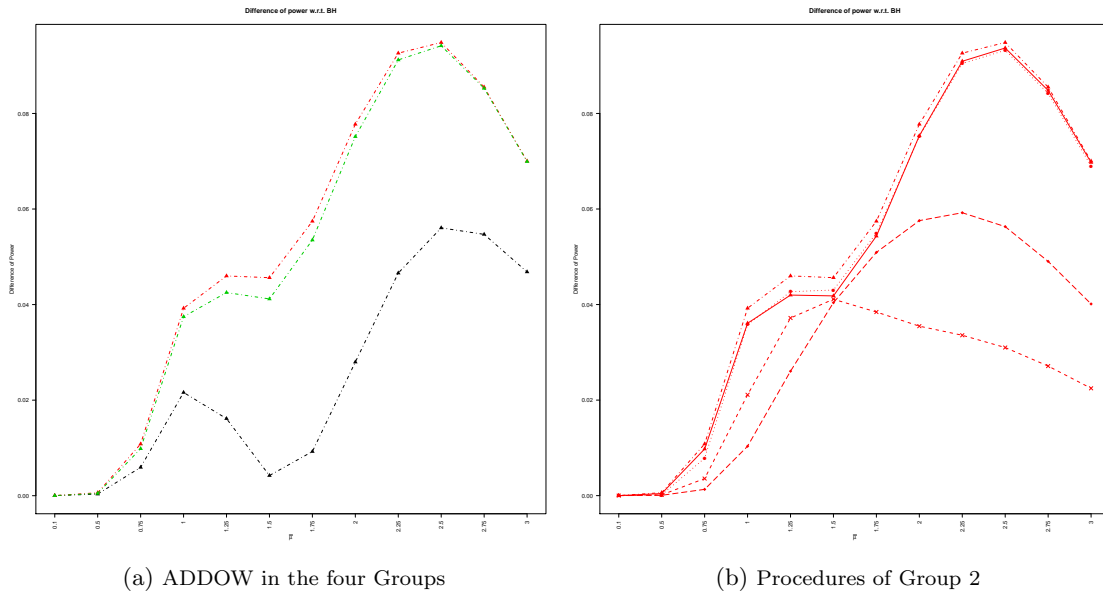 Difference of power w.r.t. BH
Difference of Power
0.08
0.06
0.04
0.02
0.00
0.1 0.5 0.75 1 1.25 1.5 1.75 2 2.25 2.5 2.75 3
(a) ADDOW in the four Groups
Difference of power w.r.t. BH
Difference of Power
0.08
0.06
0.04
0.02
0.00
0.1 0.5 0.75 1 1.25 1.5 1.75 2 2.25 2.5 2.75 3
(b) Procedures of Group 2